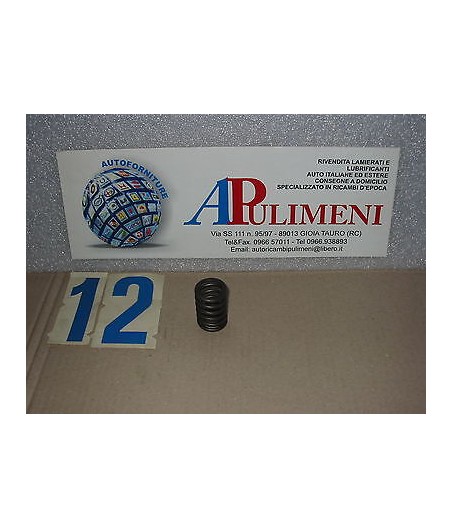 AUTOFORNITURE
APULIMENI
RIVENDITA LAMIERATI E
LUBRIFICANTI
AUTO ITALIANE ED ESTERE
CONSEGNE A DOMICILIO
SPECIALIZZATO IN RICAMBI D'EPOCA
Via SS 111 n. 95/97 - 89013 GIOIA TAURO (RC)
Tel&Fax. 0966 57011 - Tel 0966.938893
Email: autoricambipulimeni@libero.it
12